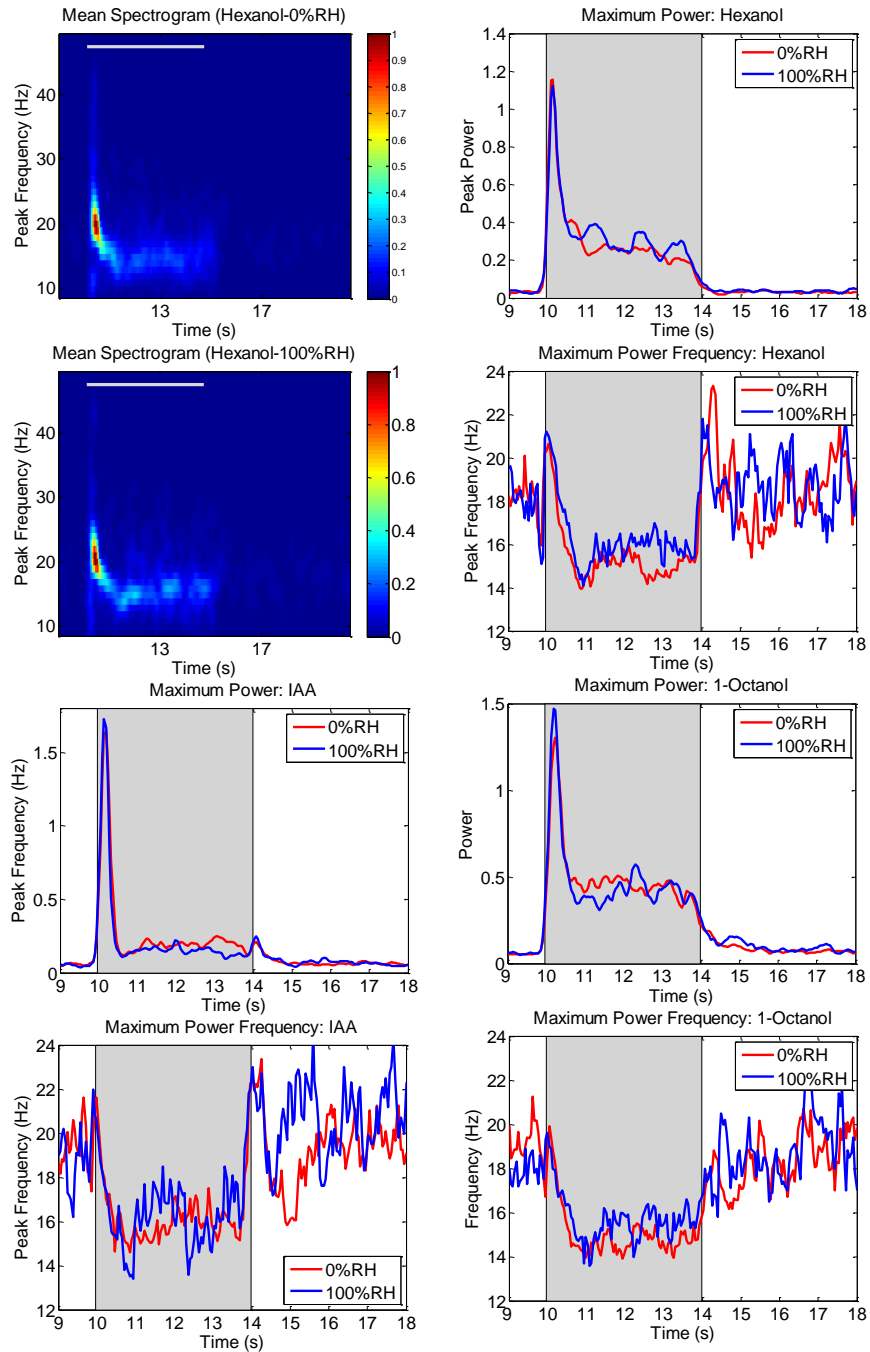 Mean Spectrogram (Hexanol-0%RH)
Peak Frequency (Hz)
40
30
20
10
13
17
Time (s)
1
0.9
0.8
0.7
0.6
0.5
0.4
0.3
0.2
0.1
0
Maximum Power: Hexanol
Peak Power
1.4
1.2
1
0.8
0.6
0.4
0.2
0
9 10 11 12 13 14 15 16 17 18
Time (s)
0%RH
100%RH
Mean Spectrogram (Hexanol-100%RH)
Peak Frequency (Hz)
40
30
20
10
13
17
Time (s)
1
0.8
0.6
0.4
0.2
0
Maximum Power Frequency: Hexanol
Peak Frequency (Hz)
24
22
20
18
16
14
12
9 10 11 12 13 14 15 16 17 18
Time (s)
0%RH
100%RH
Maximum Power: IAA
Peak Frequency (Hz)
1.5
1
0.5
0
9 10 11 12 13 14 15 16 17 18
Time (s)
0%RH
100%RH
Maximum Power: 1-Octanol
Power
1.5
1
0.5
0
9 10 11 12 13 14 15 16 17 18
Time (s)
0%RH
100%RH
Maximum Power Frequency: IAA
Peak Frequency (Hz)
24
22
20
18
16
14
12
9 10 11 12 13 14 15 16 17 18
Time (s)
0%RH
100%RH
Maximum Power Frequency: 1-Octanol
Frequency (Hz)
24
22
20
18
16
14
12
9 10 11 12 13 14 15 16 17 18
Time (s)
0%RH
100%RH